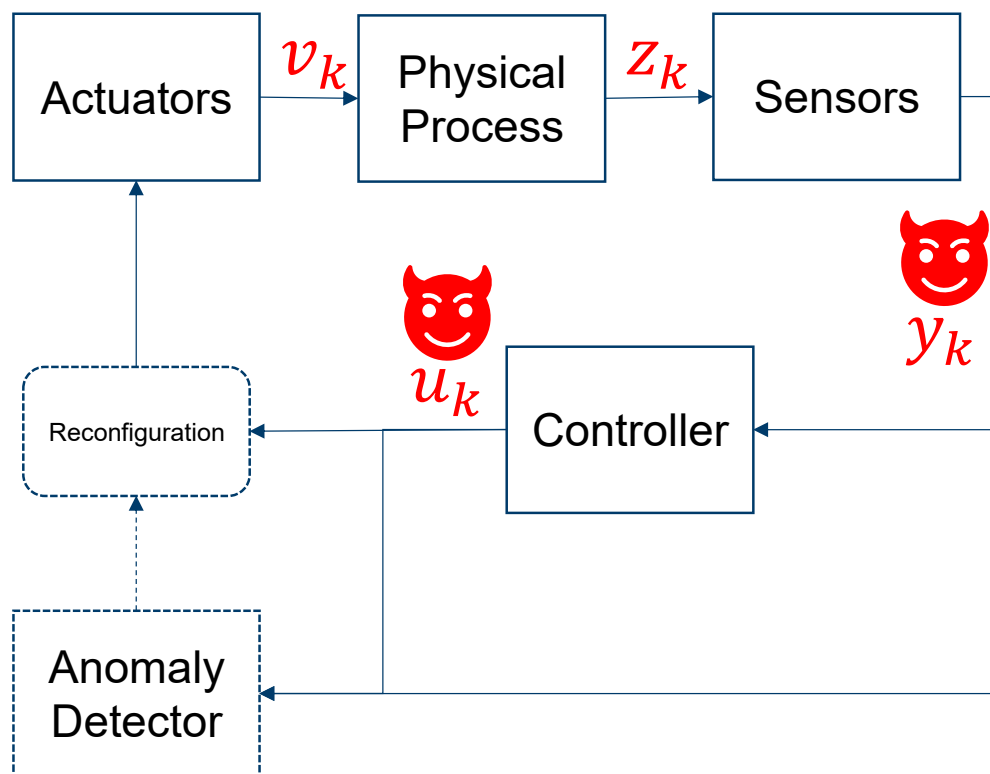 Actuators
v_k
Physical
Process
z_k
Sensors
y_k
u_k
Controller
Reconfiguration
Anomaly
Detector